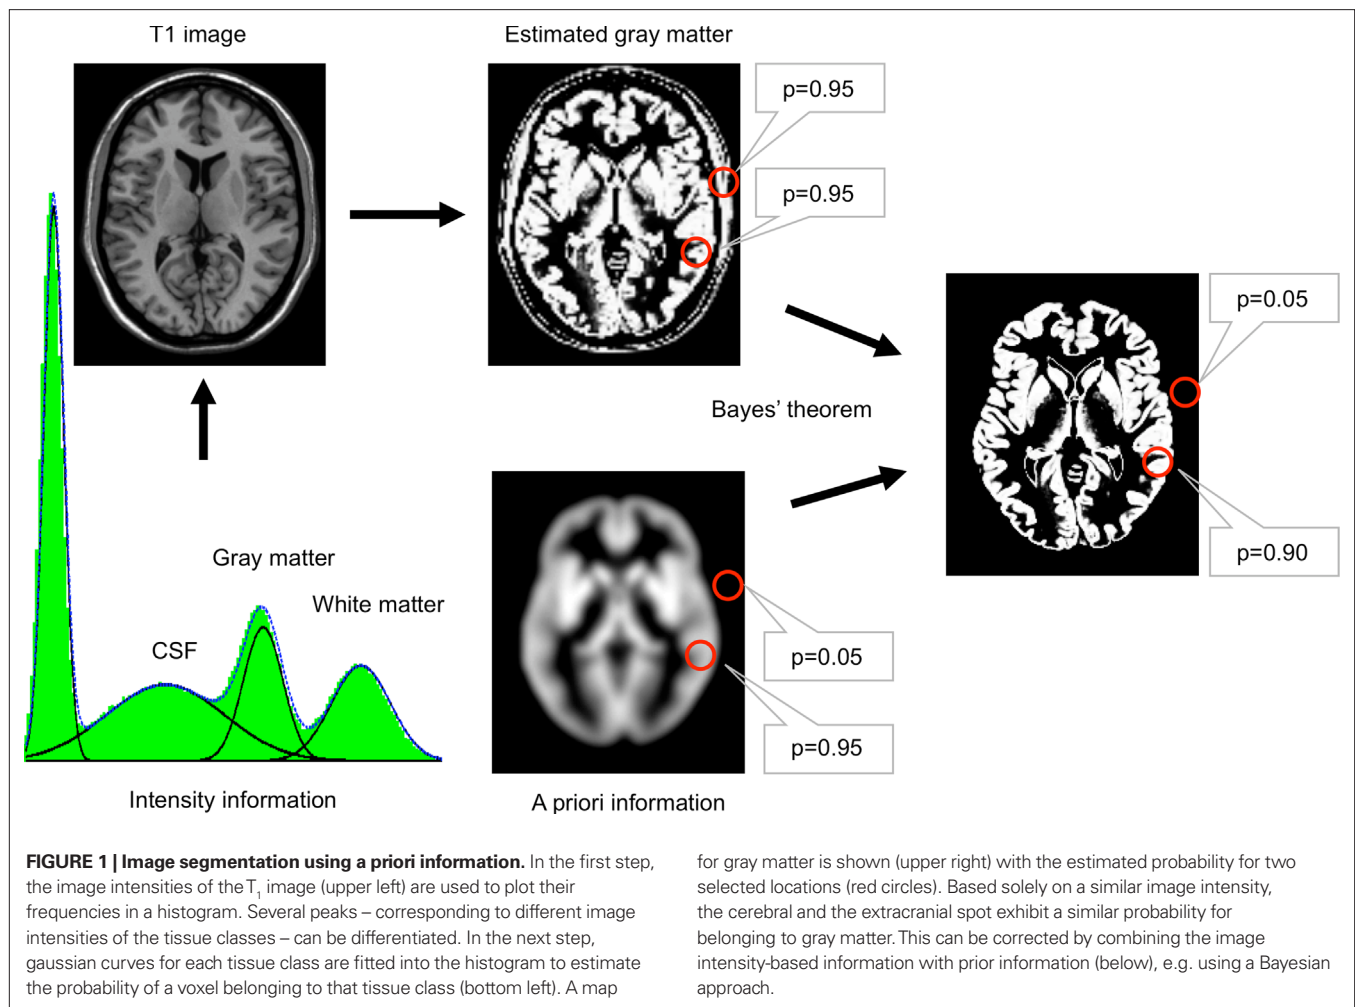 T1 image
Estimated gray matter
p=0.95
p=0.95
p=0.05
Bayes’ theorem
p=0.90
Gray matter
White matter
CSF
p=0.05
p=0.95
Intensity information
A priori information
FIGURE 1 | Image segmentation using a priori information. In the first step,
the image intensities of the T1 image (upper left) are used to plot their
frequencies in a histogram. Several peaks – corresponding to different image
intensities of the tissue classes – can be differentiated. In the next step,
gaussian curves for each tissue class are fitted into the histogram to estimate
the probability of a voxel belonging to that tissue class (bottom left). A map
for gray matter is shown (upper right) with the estimated probability for two
selected locations (red circles). Based solely on a similar image intensity,
the cerebral and the extracranial spot exhibit a similar probability for
belonging to gray matter. This can be corrected by combining the image
intensity-based information with prior information (below), e.g. using a Bayesian
approach.